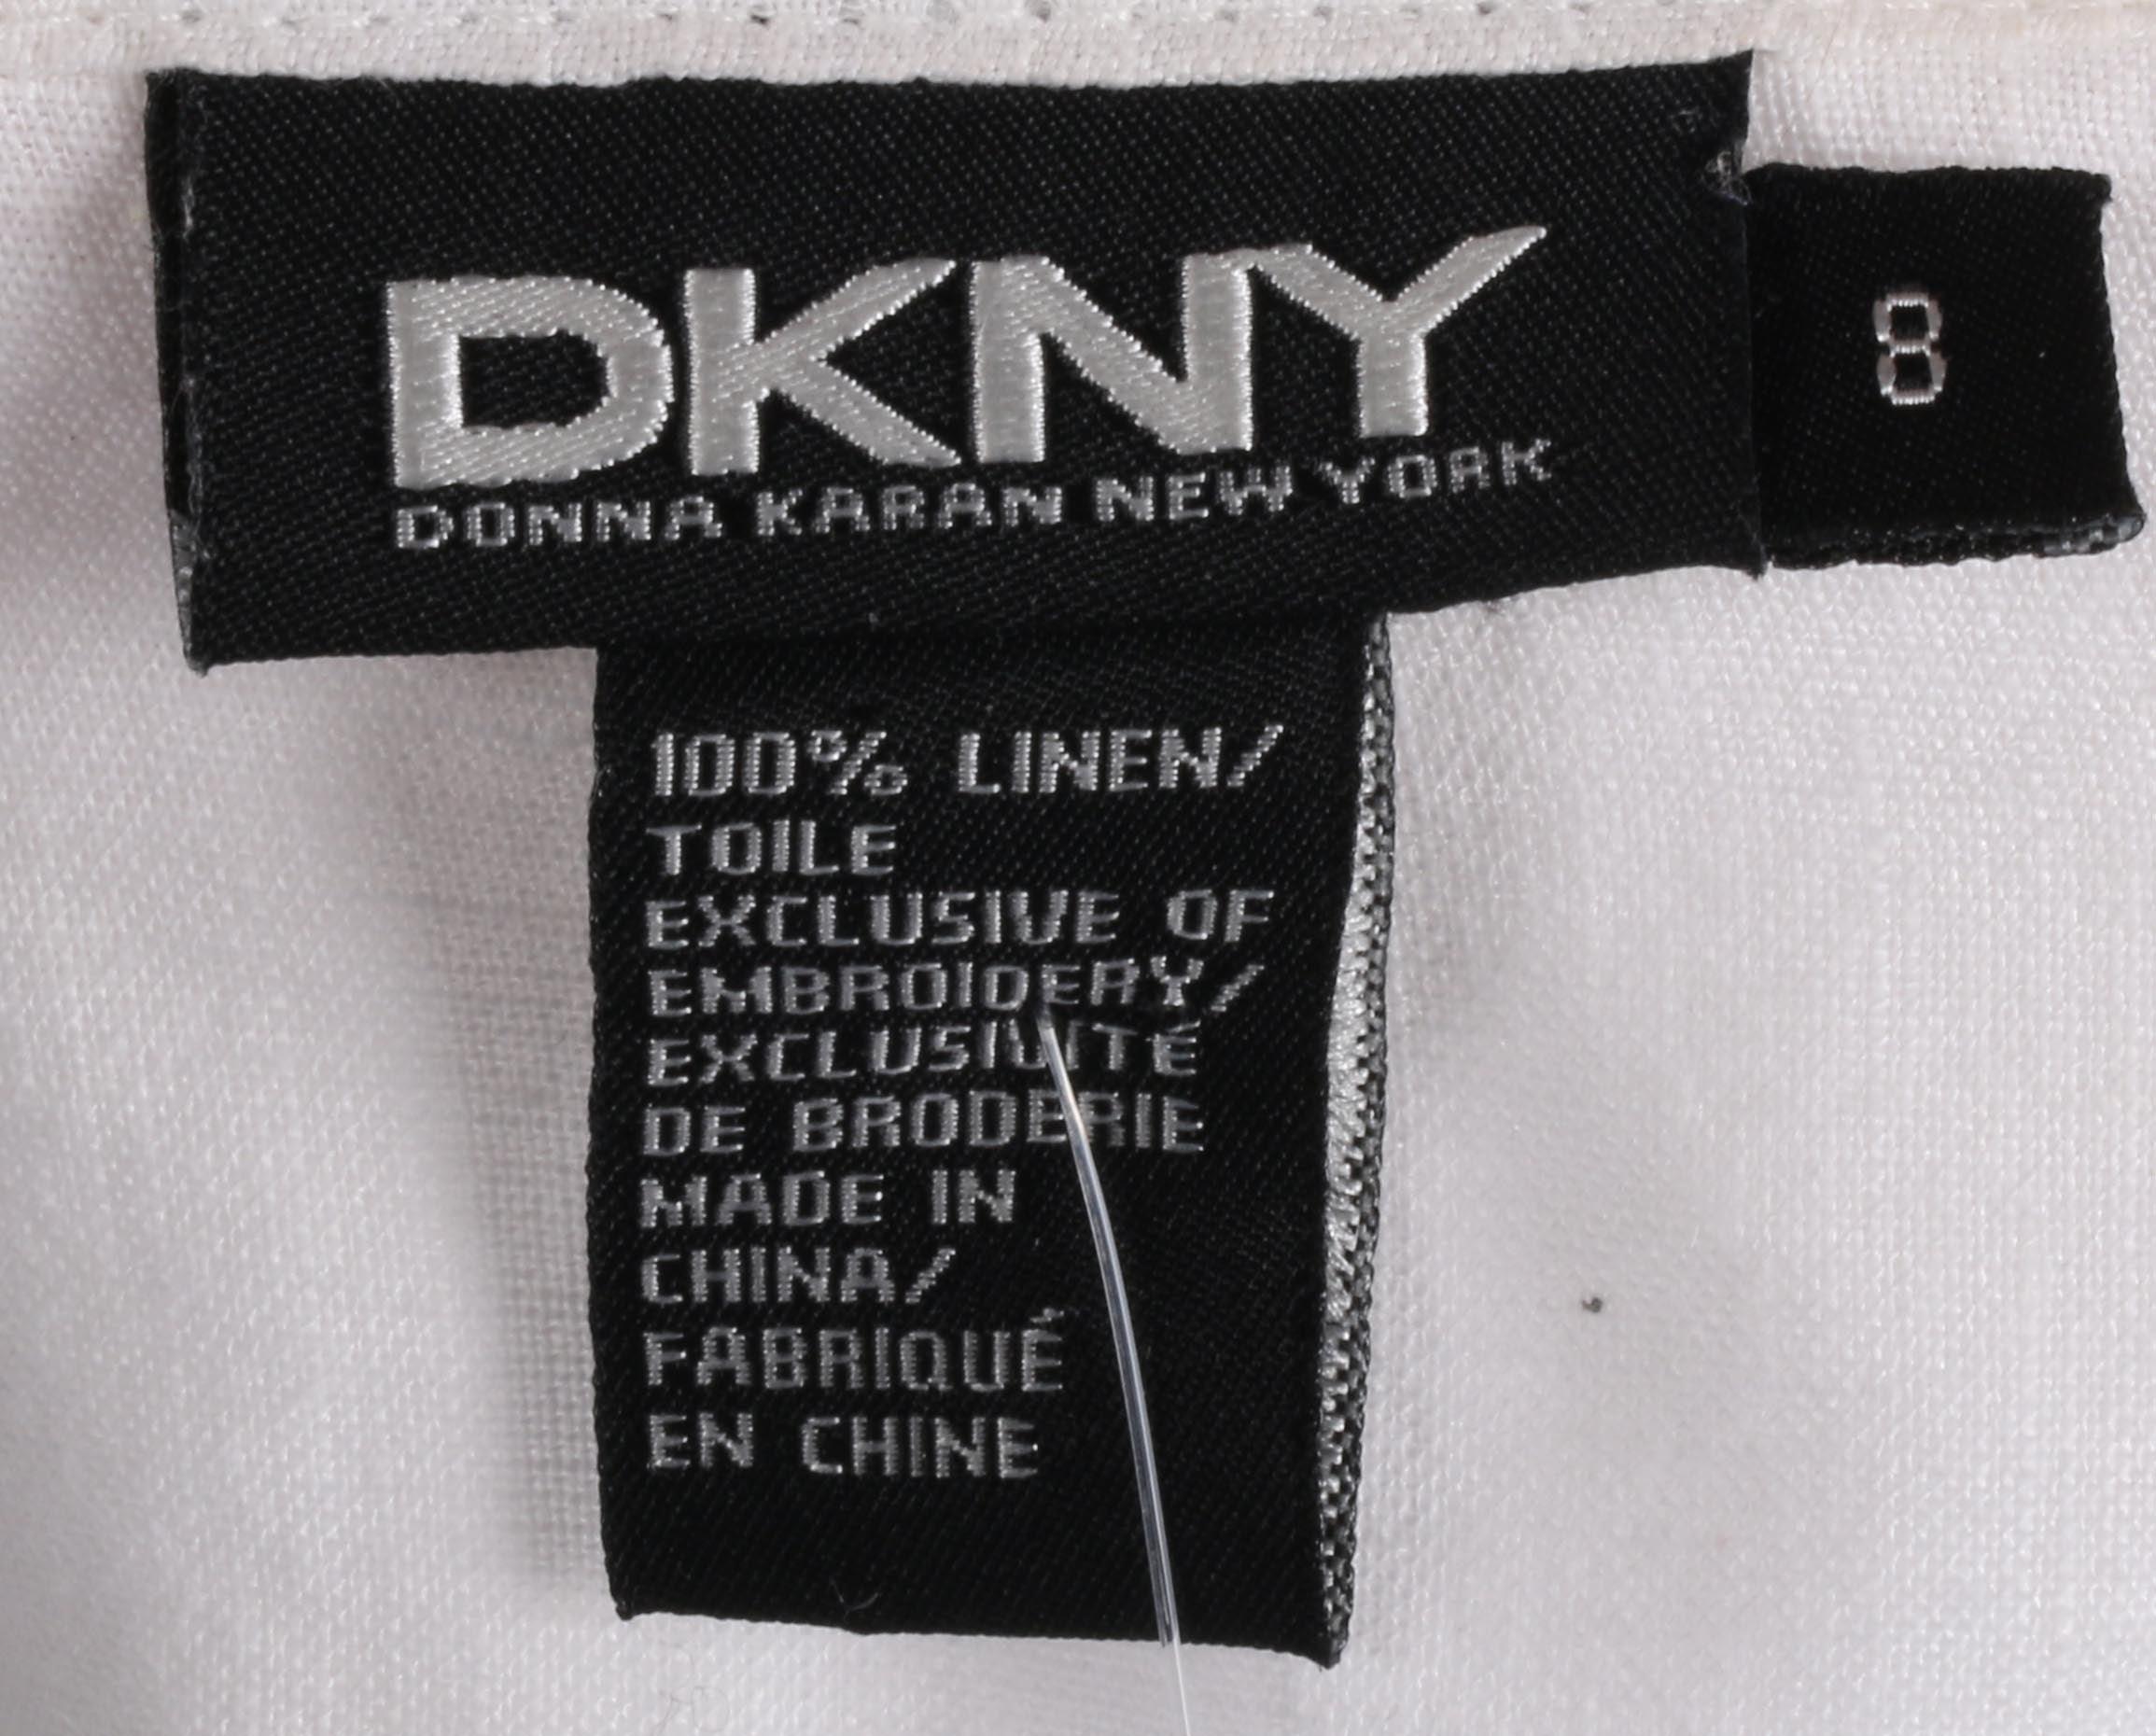 DKNY
DONNA KARAN NEW YORK
8
100% LINEN/
TOILE
EXCLUSIVE OF
EMBROIDERY/
EXCLUSIVITÉ
DE BRODERIE
MADE IN
CHINA/
FABRIQUÉ
EN CHINE